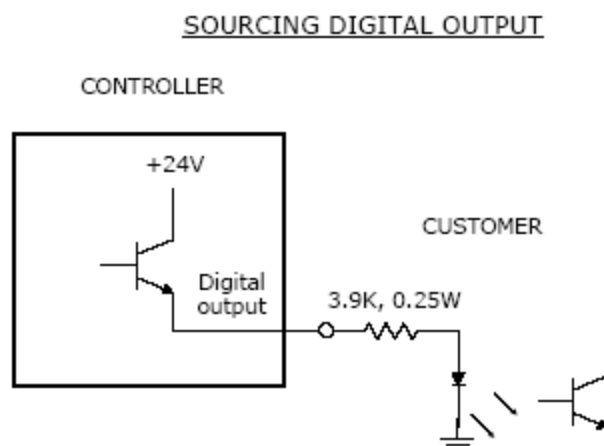 SOURCING DIGITAL OUTPUT
CONTROLLER
+24V
CUSTOMER
Digital
output
3.9K, 0.25W